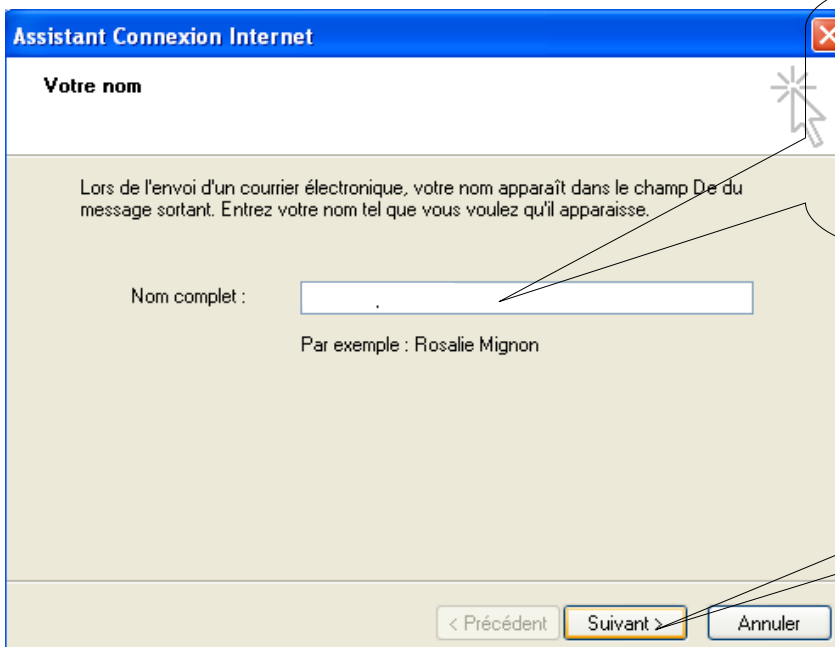 Assistant Connexion Internet
Votre nom
Lors de l'envoi d'un courrier électronique, votre nom apparaît dans le champ De du
message sortant. Entrez votre nom tel que vous voulez qu'il apparaisse.
Nom complet :
.
Par exemple : Rosalie Mignon
< Précédent Suivant > Annuler